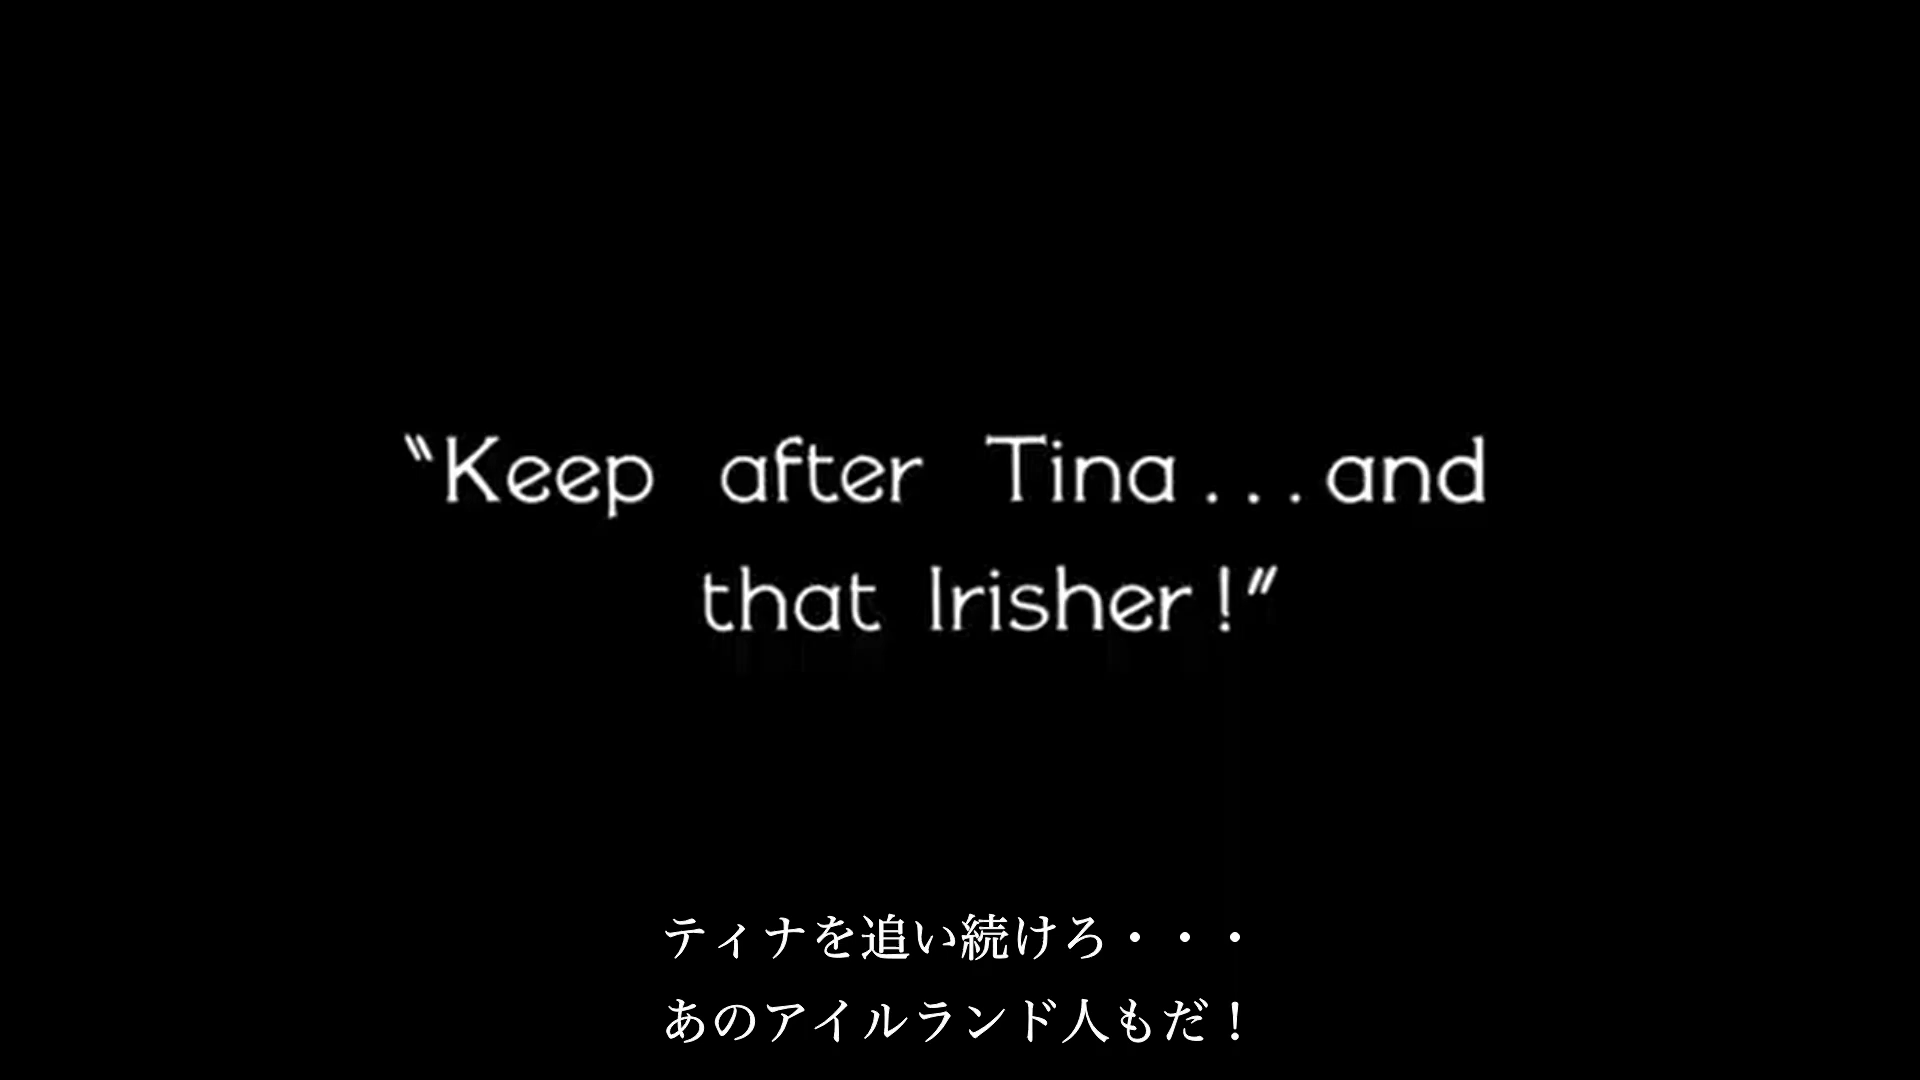 “Keep after Tina...and
that Irisher!”
ティナを追い続けろ・・・
あのアイルランド人もだ！